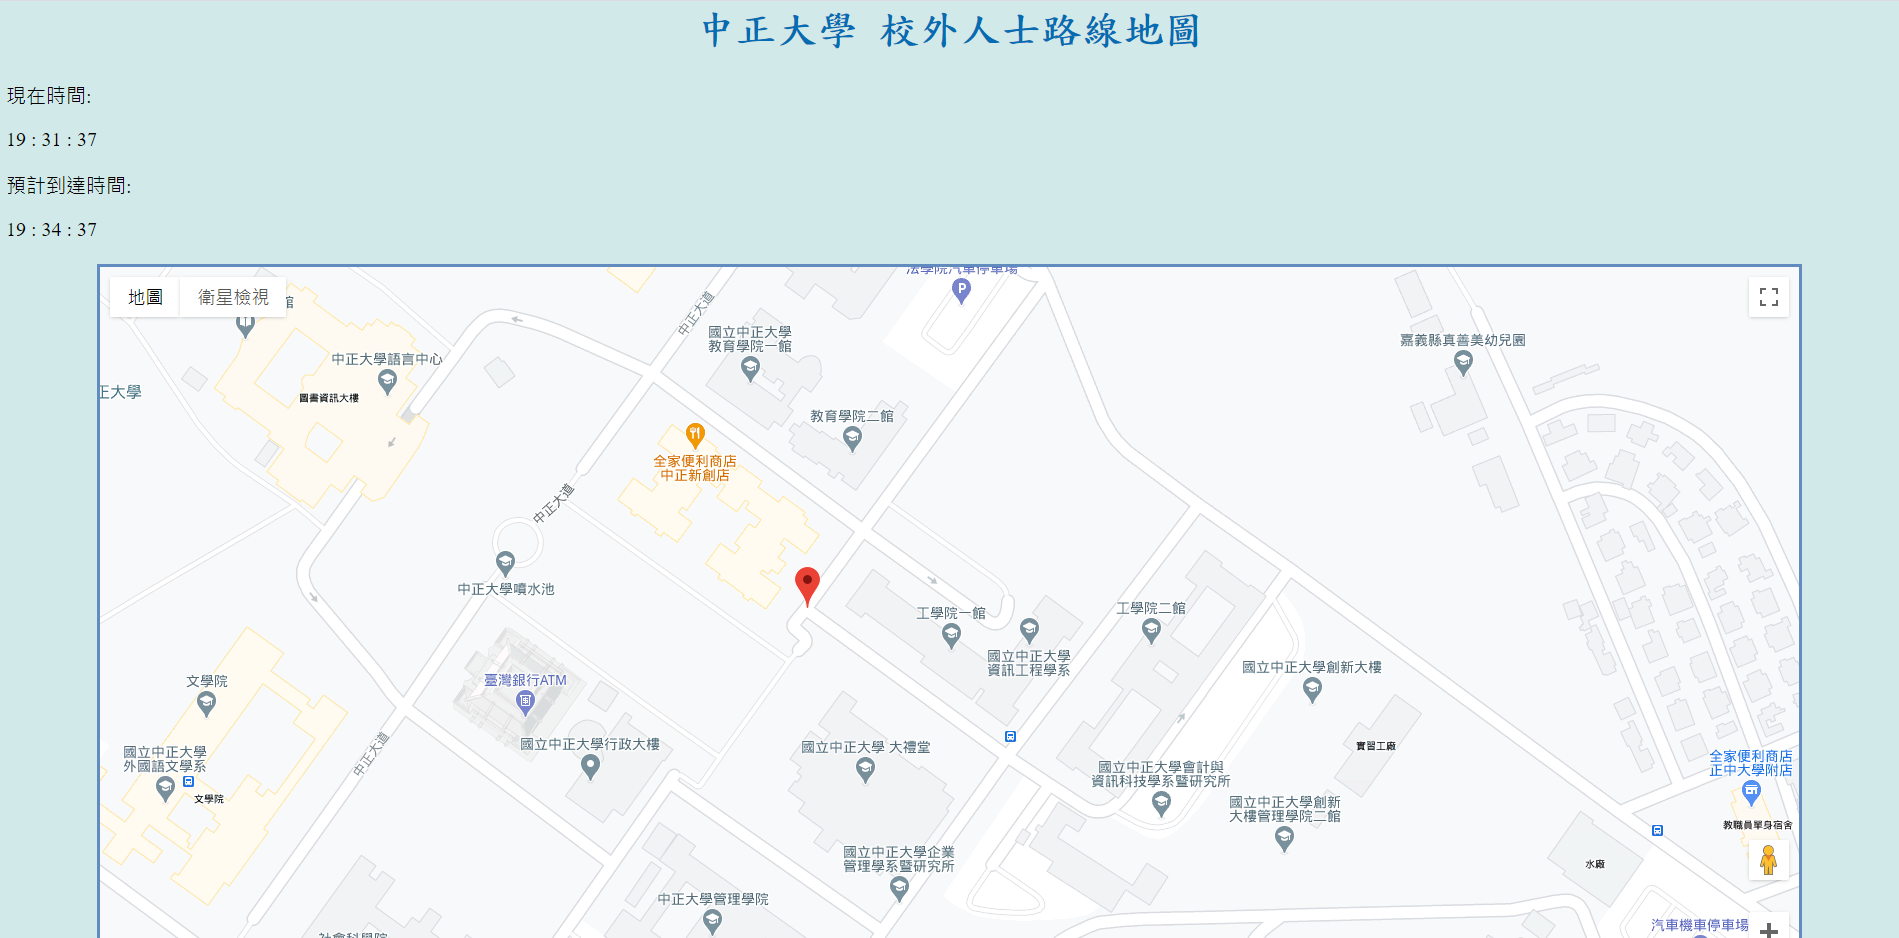 中正大學 校外人士路線地圖
現在時間:
19 : 31 : 37
預計到達時間:
19 : 34 : 37
地圖
衛星檢視
館
法學院汽車停車場
P
中正大道
國立中正大學
教育學院一館
嘉義縣真善美幼兒園
中正大學語言中心
正大學
圖書資訊大樓
教育學院二館
全家便利商店
中正新創店
中正大道
中正大學噴水池
工學院一館
工學院二館
國立中正大學
資訊工程學系
國立中正大學創新大樓
臺灣銀行ATM
文學院
國立中正大學行政大樓
國立中正大學 大禮堂
中正大道
國立中正大學
外國語文學系
文學院
實習工廠
國立中正大學會計與
資訊科技學系暨研究所
全家便利商店
正中大學附店
國立中正大學創新
大樓管理學院二館
教職員單身宿舍
國立中正大學企業
管理學系暨研究所
水廠
中正大學管理學院
汽車機車停車場
社會科學院